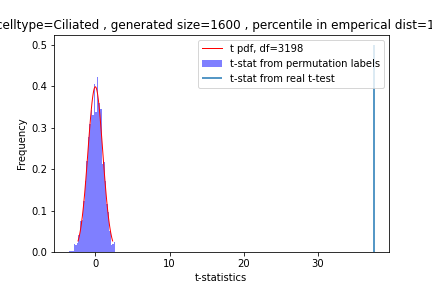 celltype=Ciliated , generated size=1600 , percentile in emperical dist=1
0.5
0.4
0.3
0.2
0.1
0.0
Frequency
t pdf, df=3198
t-stat from permutation labels
t-stat from real t-test
0
10
20
30
t-statistics